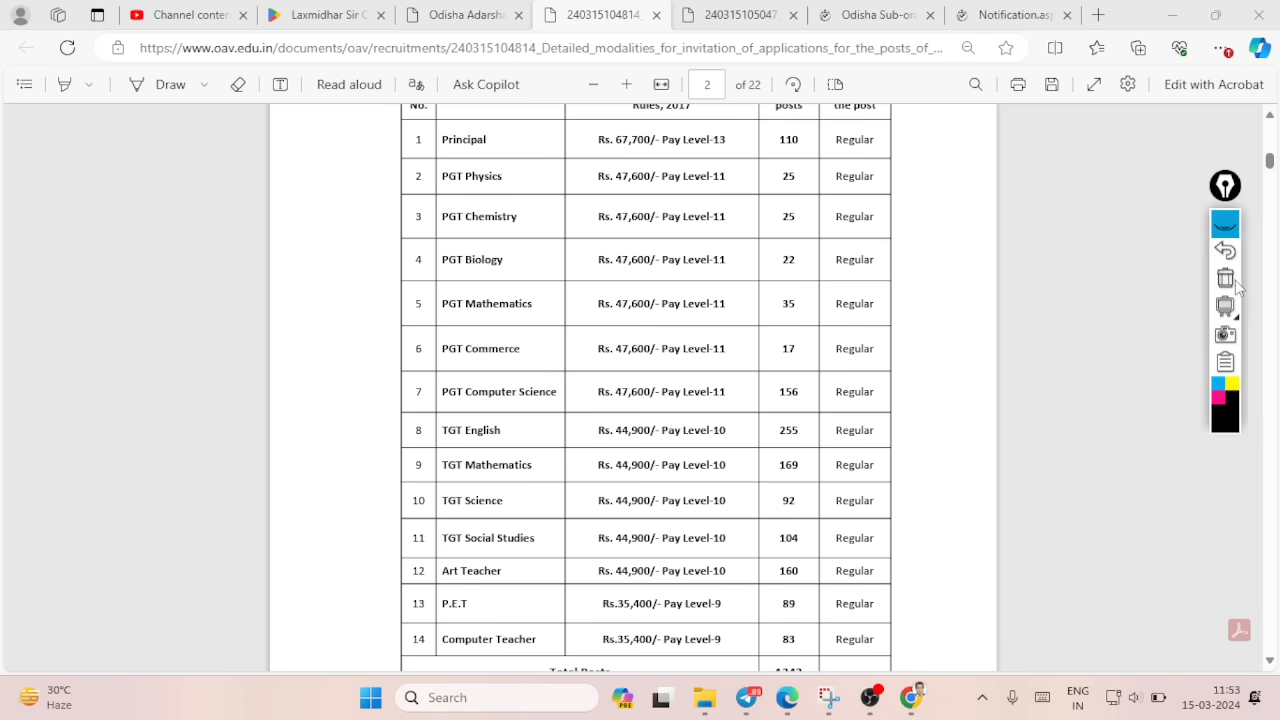 Channel conten
Laxmidhar Sir C
Odisha Adarsha
240315104814_
240315105047_
Odisha Sub-ord
Notification.asp
https://www.oav.edu.in/documents/oav/recruitments/240315104814_Detailed_modalities_for_invitation_of_applications_for_the_posts_of_...
Draw
Read aloud
aあ
Ask Copilot
2 of 22
Edit with Acrobat
No. Rules, 2017 posts the post
1 Principal Rs. 67,700/- Pay Level-13 110 Regular
2 PGT Physics Rs. 47,600/- Pay Level-11 25 Regular
3 PGT Chemistry Rs. 47,600/- Pay Level-11 25 Regular
4 PGT Biology Rs. 47,600/- Pay Level-11 22 Regular
5 PGT Mathematics Rs. 47,600/- Pay Level-11 35 Regular
6 PGT Commerce Rs. 47,600/- Pay Level-11 17 Regular
7 PGT Computer Science Rs. 47,600/- Pay Level-11 156 Regular
8 TGT English Rs. 44,900/- Pay Level-10 255 Regular
9 TGT Mathematics Rs. 44,900/- Pay Level-10 169 Regular
10 TGT Science Rs. 44,900/- Pay Level-10 92 Regular
11 TGT Social Studies Rs. 44,900/- Pay Level-10 104 Regular
12 Art Teacher Rs. 44,900/- Pay Level-10 160 Regular
13 P.E.T Rs.35,400/- Pay Level-9 89 Regular
14 Computer Teacher Rs.35,400/- Pay Level-9 83 Regular
Total Posts 1342
30°C
Haze
Search
PRE
89
ENG
IN
11:53
15-03-2024